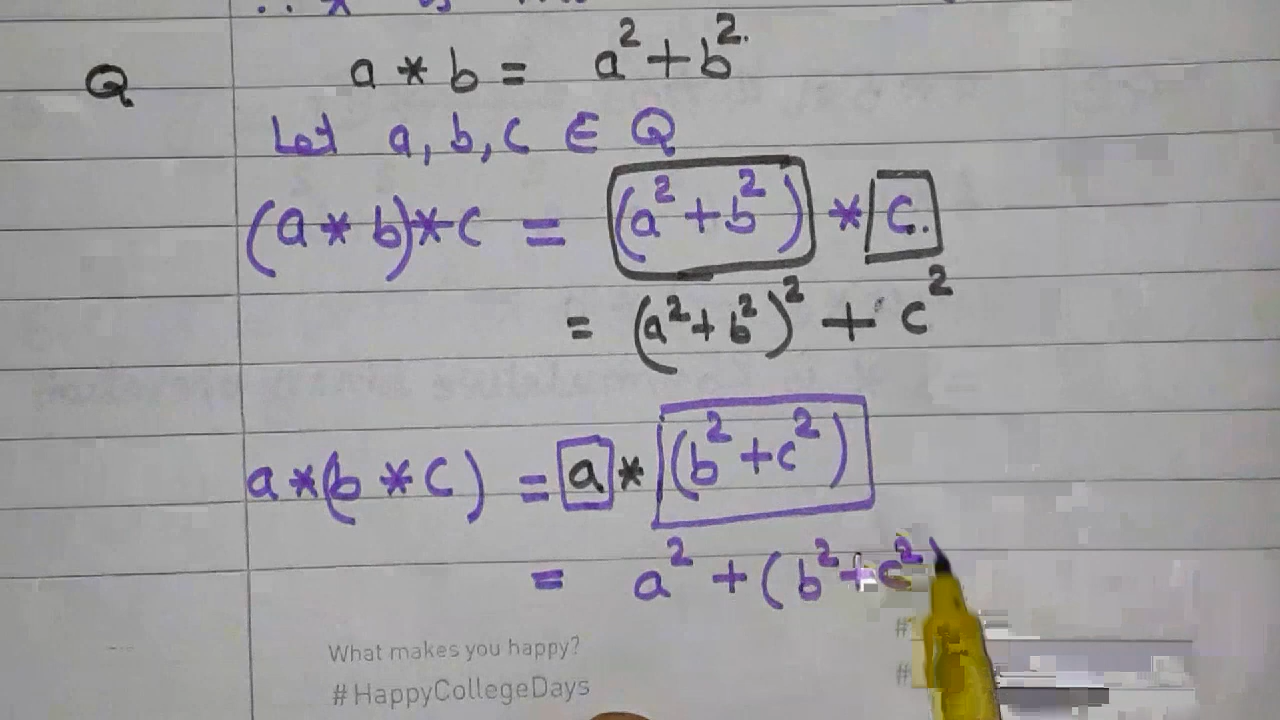 Q a * b = a² + b²
Let a, b, c ∈ Q
(a * b) * c = (a² + b²) * c.
= (a² + b²)² + c²
a * (b * c) = a * (b² + c²)
= a² + (b² + c²)
What makes you happy?
#HappyCollegeDays
#
#